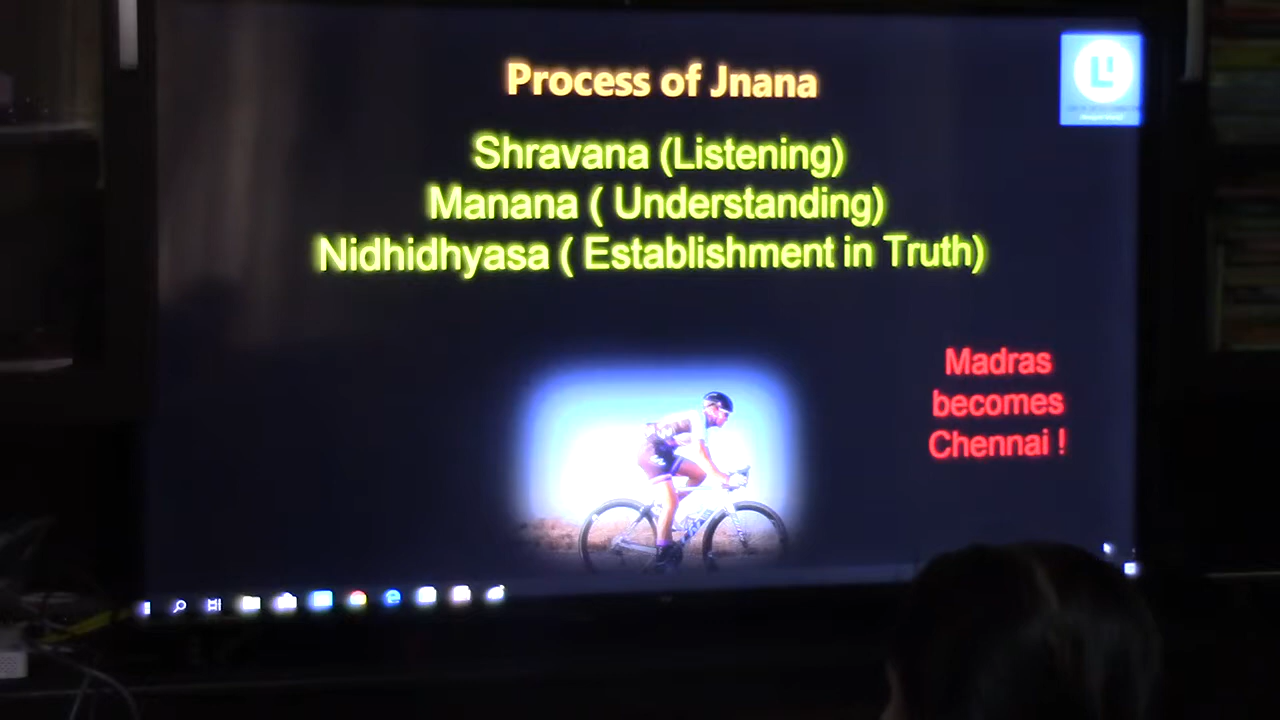 Process of Jnana
Shravana (Listening)
Manana ( Understanding)
Nidhidhyasa ( Establishment in Truth)
Madras
becomes
Chennai !